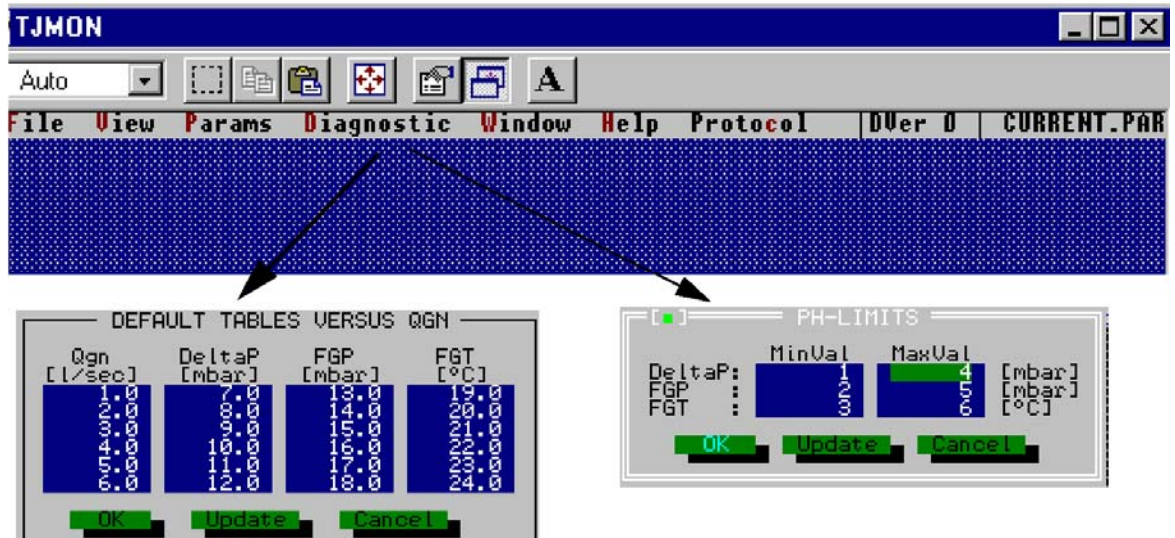 TJMON
Auto
A
File View Params Diagnostic Window Help Protocol |DVer 0 | CURRENT.PAR
DEFAULT TABLES VERSUS QGN
Qgn DeltaP FGP FGT
[l/sec] [mbar] [mbar] [ºC]
1.0 7.0 13.0 19.0
2.0 8.0 14.0 20.0
3.0 9.0 15.0 21.0
4.0 10.0 16.0 22.0
5.0 11.0 17.0 23.0
6.0 12.0 18.0 24.0
OK Update Cancel
PH-LIMITS
MinVal MaxVal
DeltaP: 1 4 [mbar]
FGP : 2 5 [mbar]
FGT : 3 6 [ºC]
OK Update Cancel